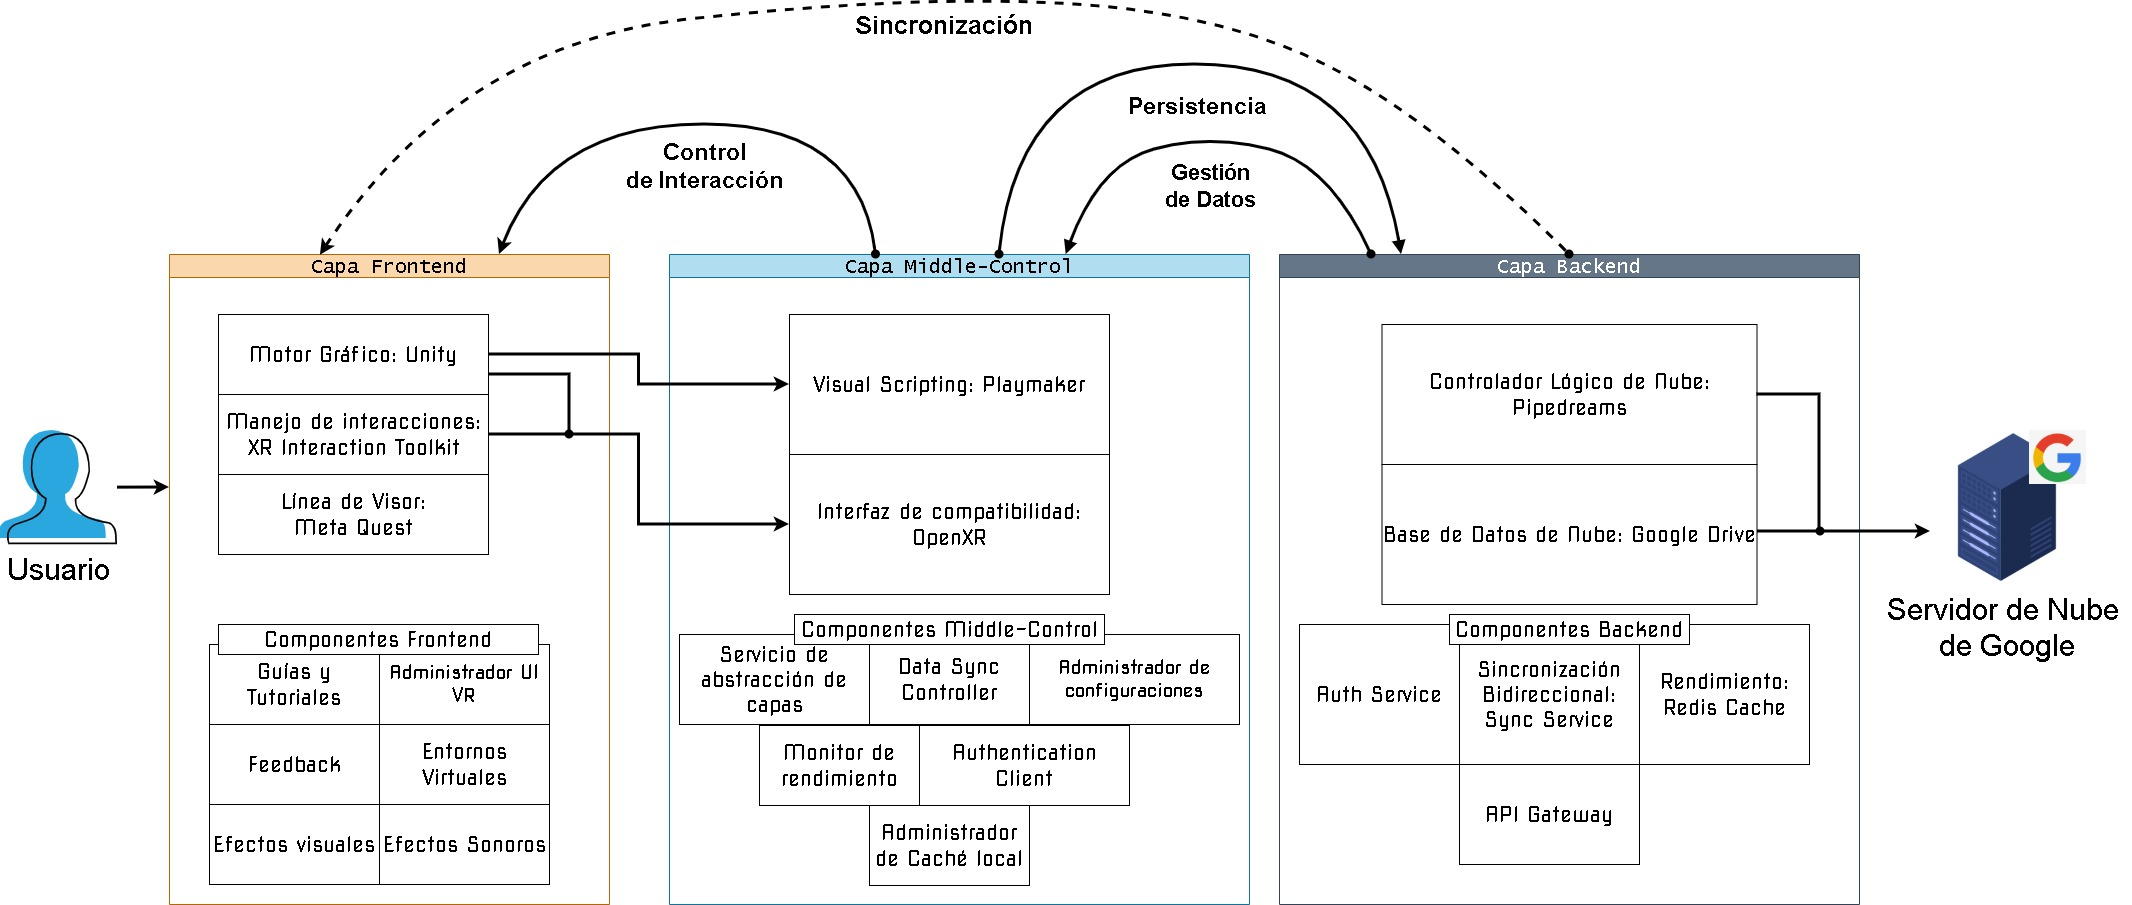 Sincronización
Persistencia
Control
de Interacción
Gestión
de Datos
Capa Frontend
Capa Middle-Control
Capa Backend
Motor Gráfico: Unity
Manejo de interacciones:
XR Interaction Toolkit
Línea de Visor:
Meta Quest
Visual Scripting: Playmaker
Interfaz de compatibilidad:
OpenXR
Controlador Lógico de Nube:
Pipedreams
Base de Datos de Nube: Google Drive
Usuario
G
Servidor de Nube
de Google
Componentes Frontend
Guías y
Tutoriales
Administrador UI
VR
Feedback
Entornos
Virtuales
Efectos visuales
Efectos Sonoros
Componentes Middle-Control
Servicio de
abstracción de
capas
Data Sync
Controller
Administrador de
configuraciones
Monitor de
rendimiento
Authentication
Client
Administrador
de Caché local
Componentes Backend
Auth Service
Sincronización
Bidireccional:
Sync Service
Rendimiento:
Redis Cache
API Gateway